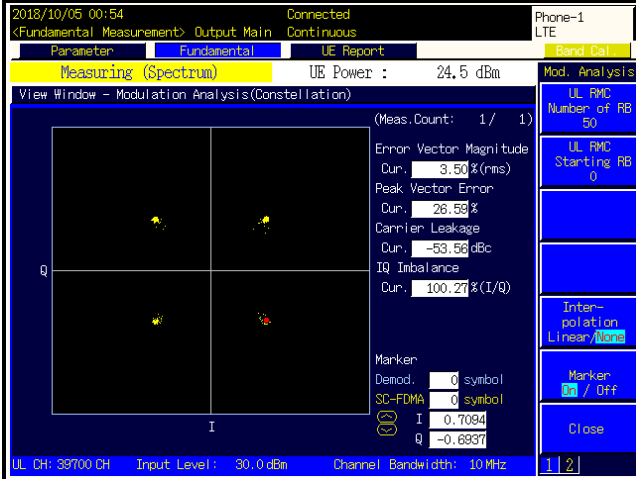 2018/10/05 00:54 Connected Phone-1
<Fundamental Measurement> Output Main Continuous LTE
Parameter Fundamental UE Report Band Cal.
Measuring (Spectrum) UE Power : 24.5 dBm Mod. Analysis
View Window - Modulation Analysis(Constellation)
UL RMC
Number of RB
50
(Meas.Count: 1/ 1)
Error Vector Magnitude
Cur. 3.50 %(rms)
Peak Vector Error
Cur. 26.59 %
Carrier Leakage
Cur. -53.56 dBc
IQ Imbalance
Cur. 100.27 %(I/Q)
UL RMC
Starting RB
0
Q
I
Inter-
polation
Linear/None
Marker
Demod. 0 symbol
SC-FDMA 0 symbol
I 0.7094
Q -0.6937
Marker
On / Off
Close
UL CH: 39700 CH Input Level: 30.0 dBm Channel Bandwidth: 10 MHz 1 2